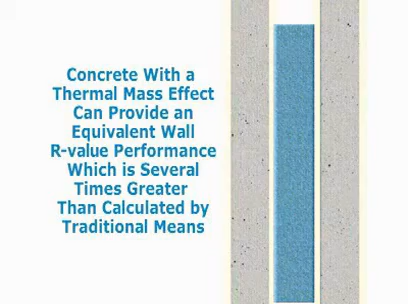 Concrete With a
Thermal Mass Effect
Can Provide an
Equivalent Wall
R-value Performance
Which is Several
Times Greater
Than Calculated by
Traditional Means